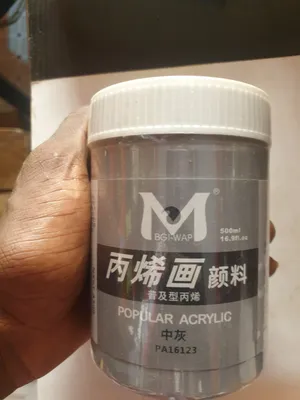 M®
BGI-WAP
500ml
16.9fl.oz
丙烯画 颜料
普及型丙烯
POPULAR ACRYLIC
中灰
PA16123